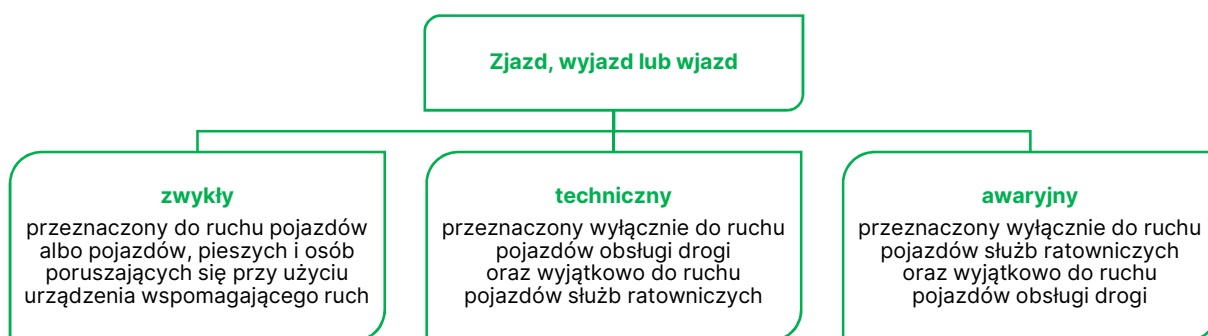 Zjazd, wyjazd lub wjazd
zwykły
przeznaczony do ruchu pojazdów
albo pojazdów, pieszych i osób
poruszających się przy użyciu
urządzenia wspomagającego ruch
techniczny
przeznaczony wyłącznie do ruchu
pojazdów obsługi drogi
oraz wyjątkowo do ruchu
pojazdów służb ratowniczych
awaryjny
przeznaczony wyłącznie do ruchu
pojazdów służb ratowniczych
oraz wyjątkowo do ruchu
pojazdów obsługi drogi